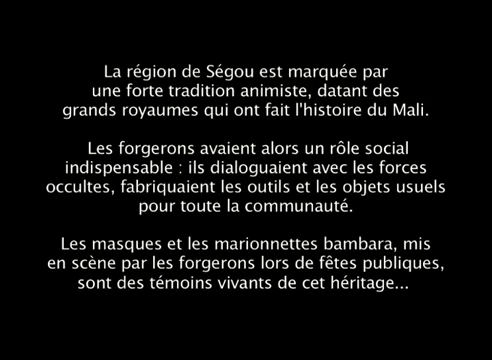 La région de Ségou est marquée par
une forte tradition animiste, datant des
grands royaumes qui ont fait l'histoire du Mali.
Les forgerons avaient alors un rôle social
indispensable : ils dialoguaient avec les forces
occultes, fabriquaient les outils et les objets usuels
pour toute la communauté.
Les masques et les marionnettes bambara, mis
en scène par les forgerons lors de fêtes publiques,
sont des témoins vivants de cet héritage...